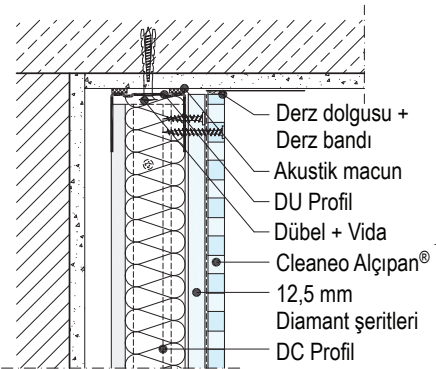 Derz dolgusu +
Derz bandı
Akustik macun
DU Profil
Dübel + Vida
Cleaneo Alçıpan®
12,5 mm
Diamant şeritleri
DC Profil